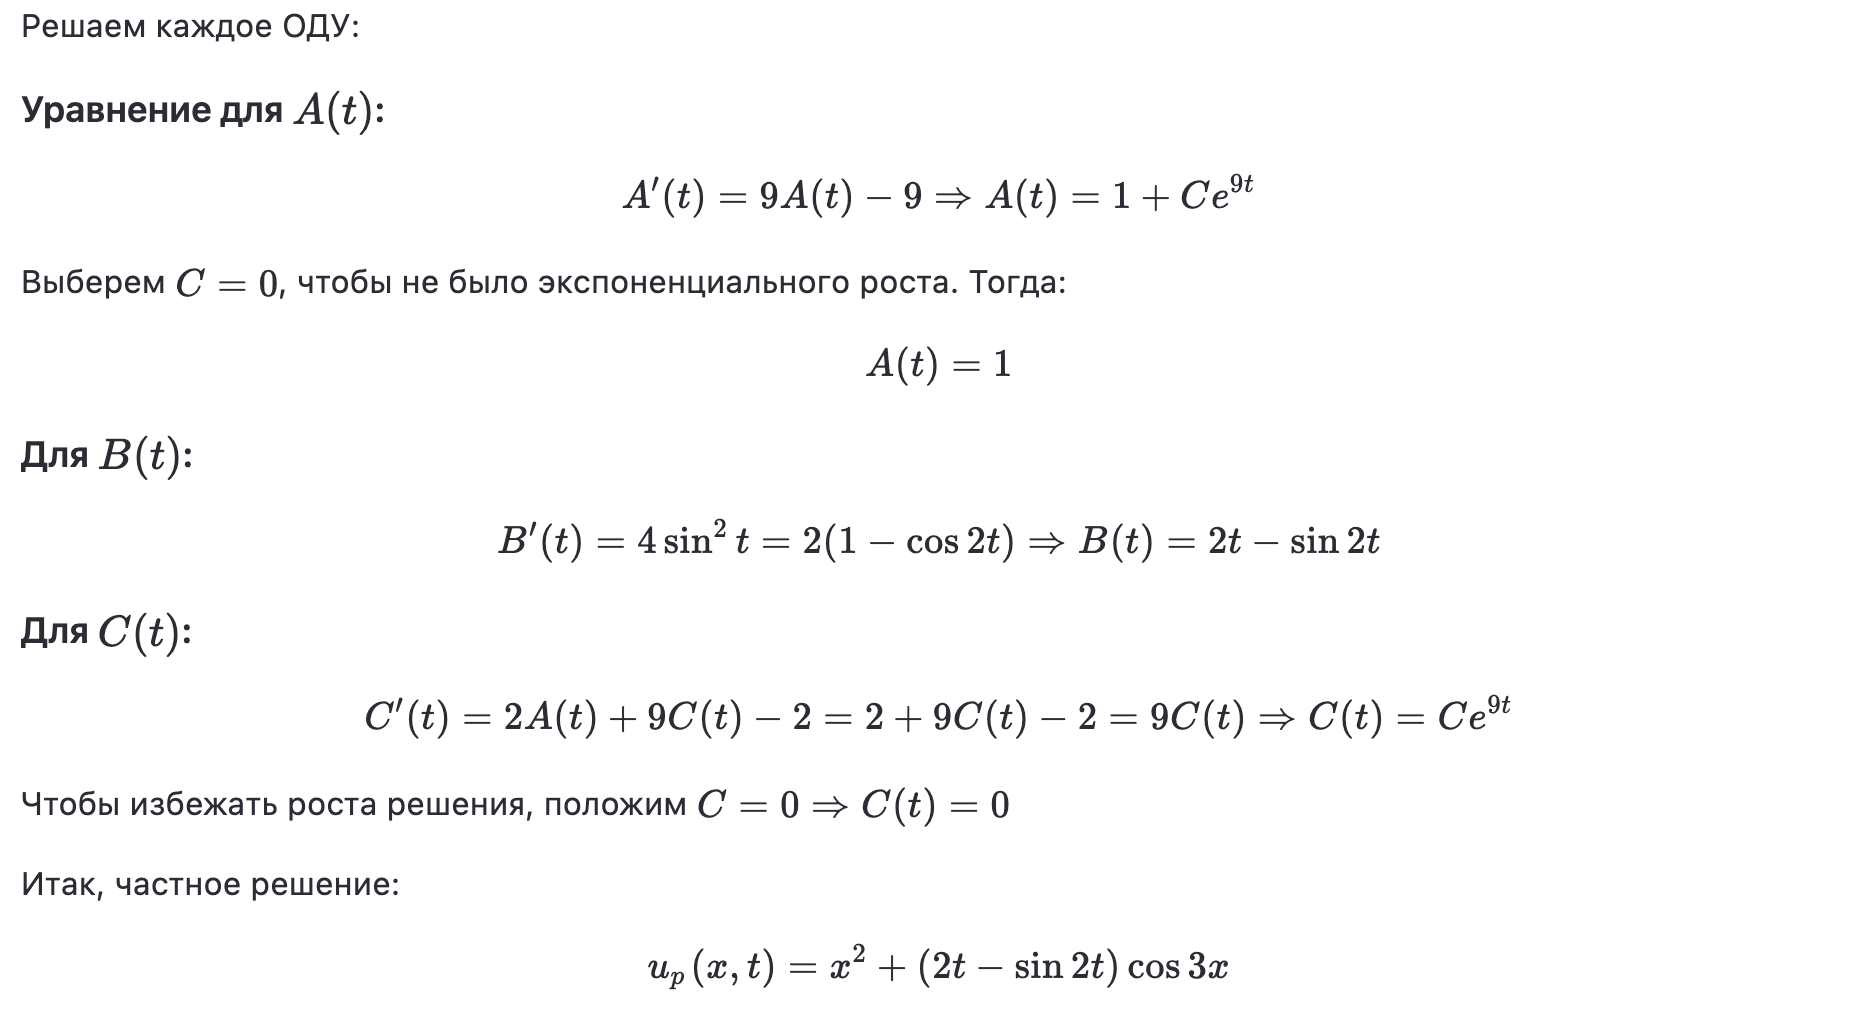 Решаем каждое ОДУ:
Уравнение для A(t):
A′(t) = 9A(t) − 9 ⇒ A(t) = 1 + Ce^{9t}
Выберем C = 0, чтобы не было экспоненциального роста. Тогда:
A(t) = 1
Для B(t):
B′(t) = 4 sin² t = 2(1 − cos 2t) ⇒ B(t) = 2t − sin 2t
Для C(t):
C′(t) = 2A(t) + 9C(t) − 2 = 2 + 9C(t) − 2 = 9C(t) ⇒ C(t) = Ce^{9t}
Чтобы избежать роста решения, положим C = 0 ⇒ C(t) = 0
Итак, частное решение:
u_p(x, t) = x² + (2t − sin 2t) cos 3x